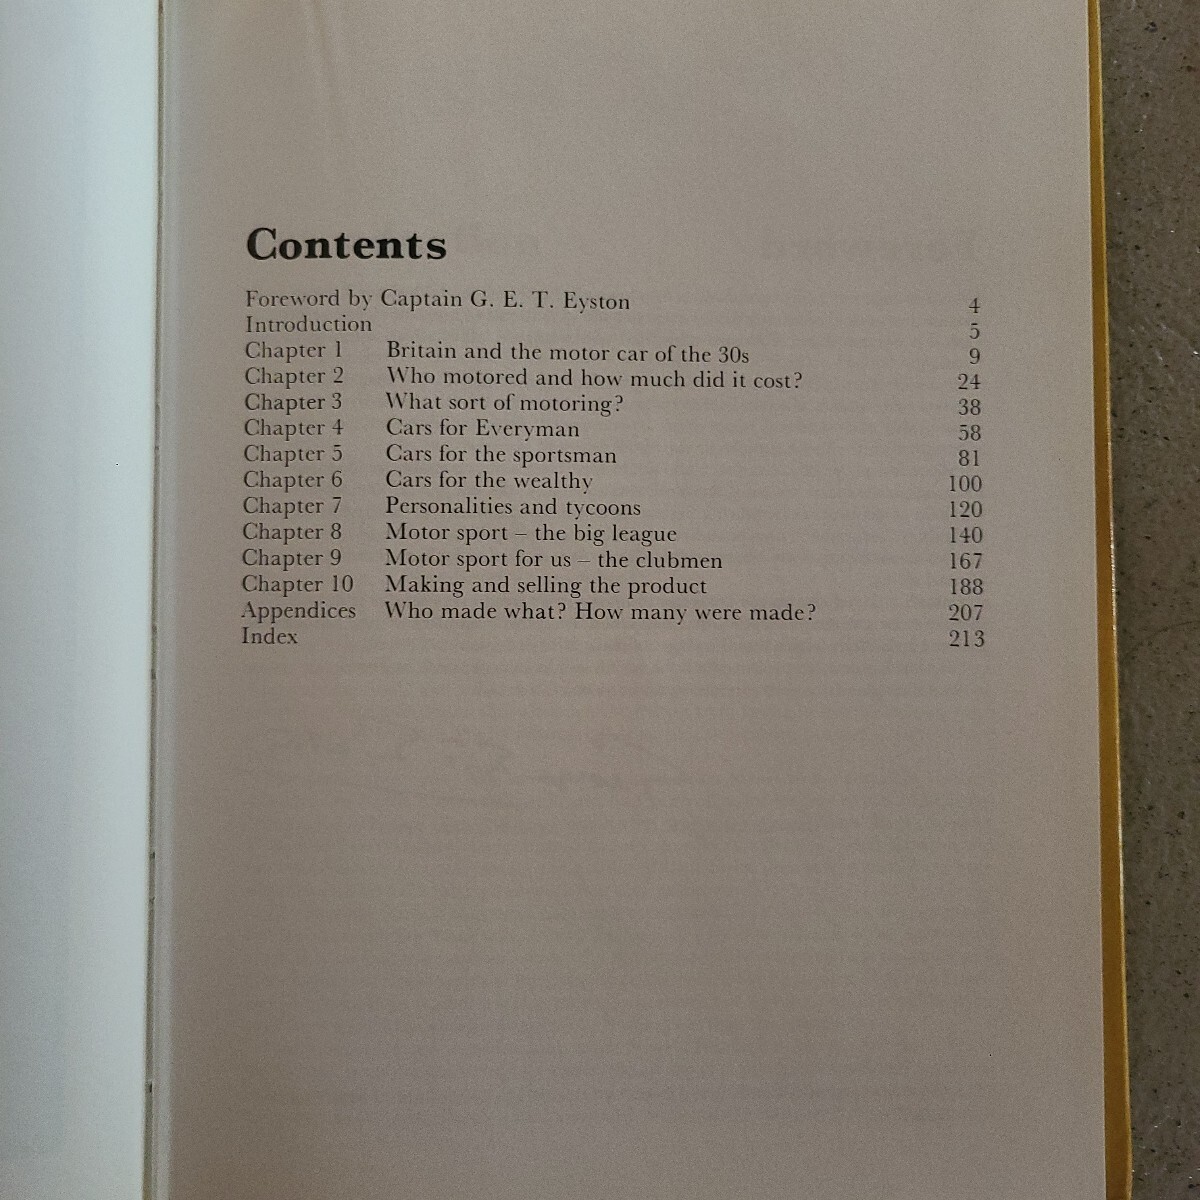 Contents
Foreword by Captain G. E. T. Eyston 4
Introduction 5
Chapter 1 Britain and the motor car of the 30s 9
Chapter 2 Who motored and how much did it cost? 24
Chapter 3 What sort of motoring? 38
Chapter 4 Cars for Everyman 58
Chapter 5 Cars for the sportsman 81
Chapter 6 Cars for the wealthy 100
Chapter 7 Personalities and tycoons 120
Chapter 8 Motor sport – the big league 140
Chapter 9 Motor sport for us – the clubmen 167
Chapter 10 Making and selling the product 188
Appendices Who made what? How many were made? 207
Index 213